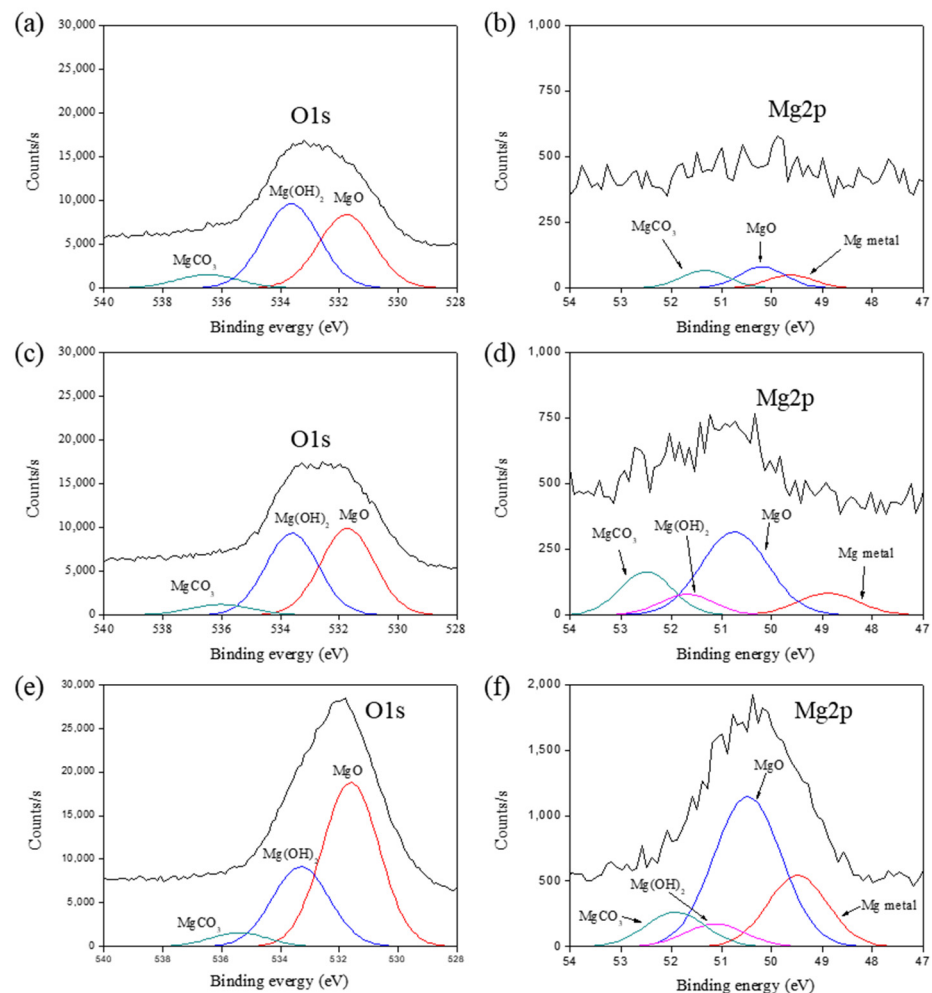 (a)
30,000
25,000
20,000
15,000
10,000
5,000
0
Counts/s
O1s
Mg(OH)2
MgO
MgCO3
540 538 536 534 532 530 528
Binding evergy (eV)
(b)
1,000
750
500
250
0
Counts/s
Mg2p
MgCO3
MgO
Mg metal
54 53 52 51 50 49 48 47
Binding energy (eV)
(c)
30,000
25,000
20,000
15,000
10,000
5,000
0
Counts/s
O1s
Mg(OH)2
MgO
MgCO3
540 538 536 534 532 530 528
Binding evergy (eV)
(d)
1,000
750
500
250
0
Counts/s
Mg2p
MgCO3
Mg(OH)2
MgO
Mg metal
54 53 52 51 50 49 48 47
Binding energy (eV)
(e)
30,000
25,000
20,000
15,000
10,000
5,000
0
Counts/s
O1s
MgO
Mg(OH)2
MgCO3
540 538 536 534 532 530 528
Binding evergy (eV)
(f)
2,000
1,500
1,000
500
0
Counts/s
Mg2p
MgO
Mg(OH)2
MgCO3
Mg metal
54 53 52 51 50 49 48 47
Binding energy (eV)